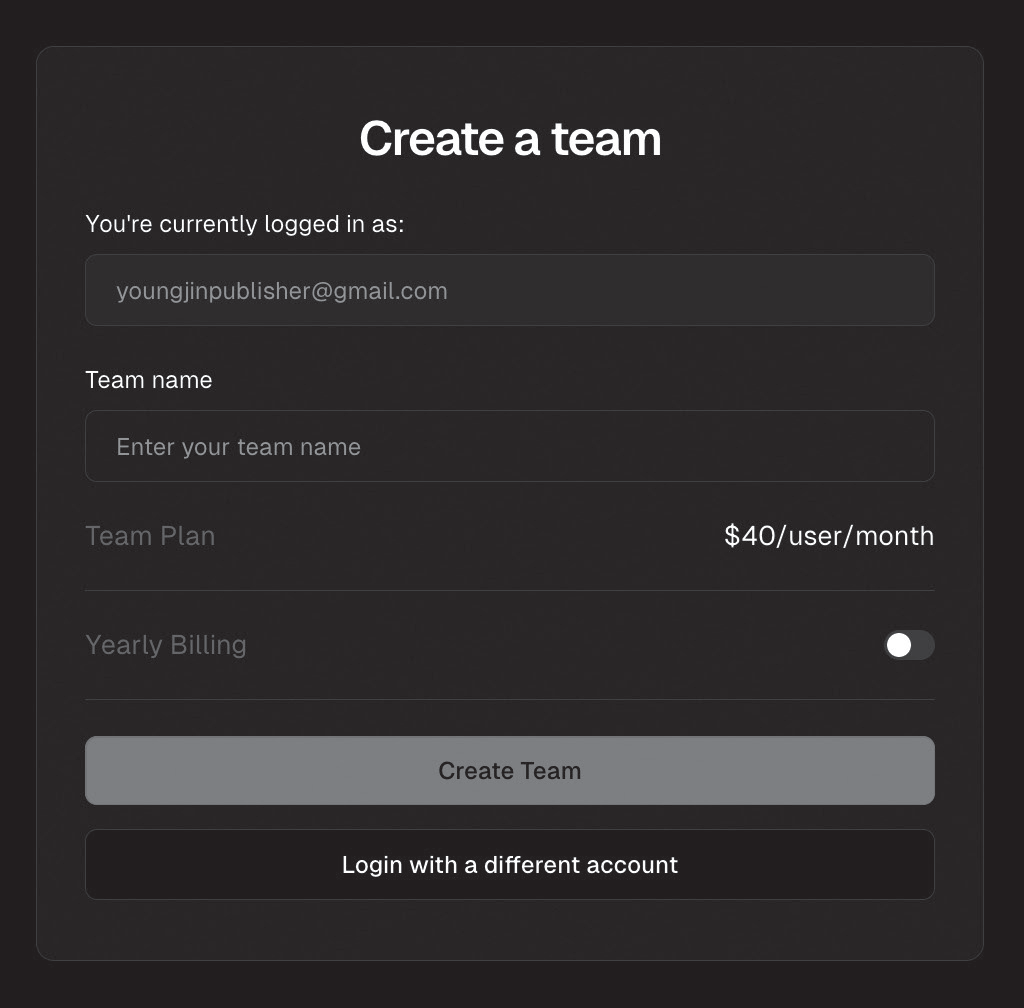 Create a team
You're currently logged in as:
youngjinpublisher@gmail.com
Team name
Enter your team name
Team Plan $40/user/month
Yearly Billing
Create Team
Login with a different account